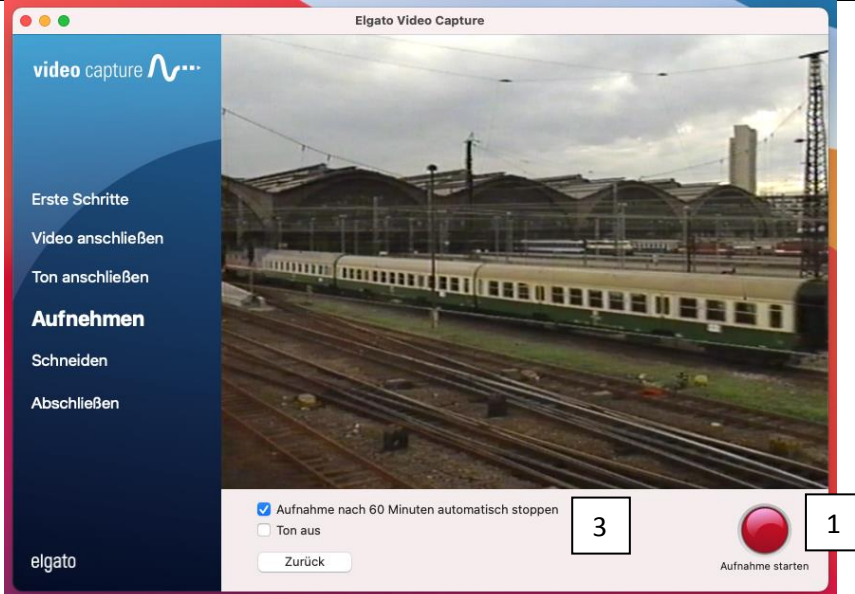 Elgato Video Capture
video capture
Erste Schritte
Video anschließen
Ton anschließen
Aufnehmen
Schneiden
Abschließen
elgato
Aufnahme nach 60 Minuten automatisch stoppen
Ton aus
Zurück
3
Aufnahme starten
1